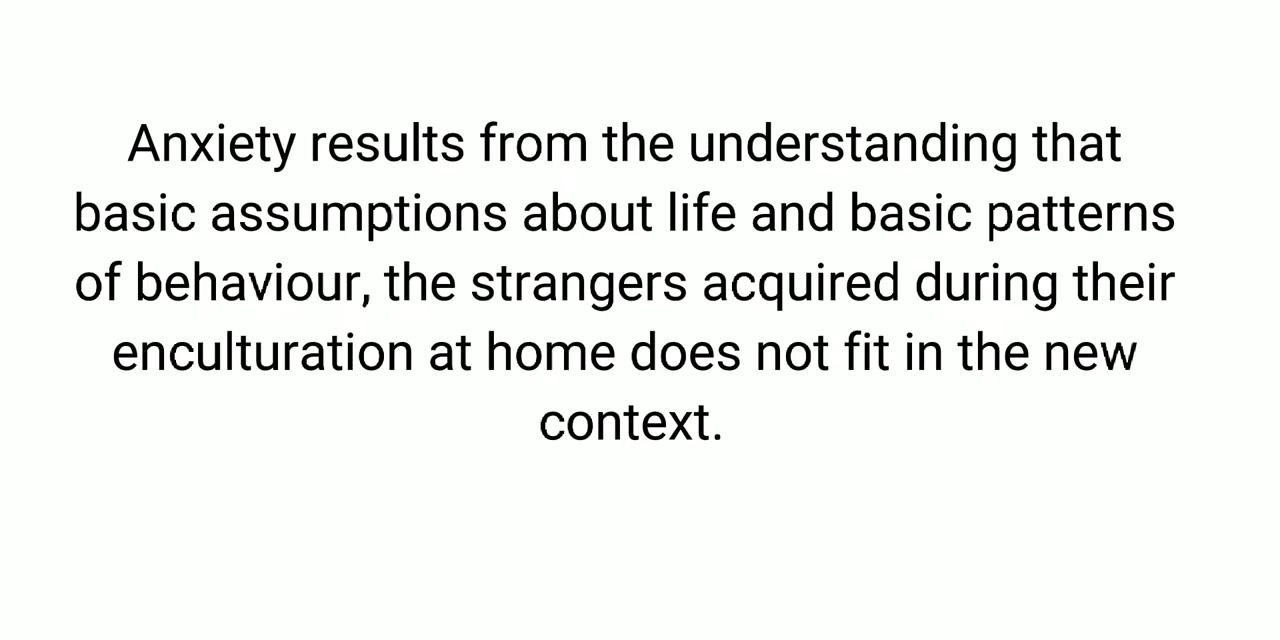 Anxiety results from the understanding that
basic assumptions about life and basic patterns
of behaviour, the strangers acquired during their
enculturation at home does not fit in the new
context.